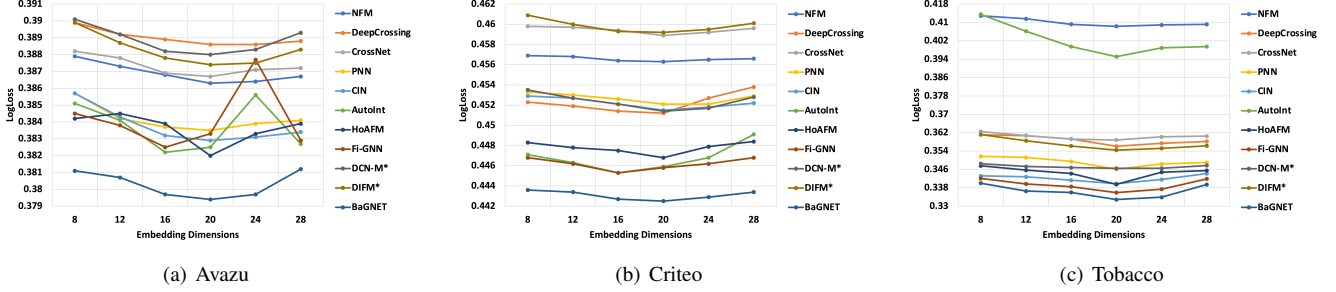 0.391
0.39
0.389
0.388
0.387
0.385
0.384
0.383
0.382
0.381
0.38
0.379
LogLoss
8 12 16 20 24 28
Embedding Dimensions
NFM
DeepCrossing
CrossNet
PNN
CIN
AutoInt
HoAFM
Fi-GNN
DCN-M*
DIFM*
BaGNET
(a) Avazu
0.46
0.458
0.456
0.454
0.452
0.45
0.448
0.446
0.444
0.442
LogLoss
8 12 16 20 24 28
Embedding Dimensions
NFM
DeepCrossing
CrossNet
PNN
CIN
AutoInt
HoAFM
Fi-GNN
DCN-M*
DIFM*
BaGNET
(b) Criteo
0.418
0.41
0.402
0.394
0.386
0.378
0.37
0.362
0.354
0.346
0.338
0.33
LogLoss
8 12 16 20 24 28
Embedding Dimensions
NFM
DeepCrossing
CrossNet
PNN
CIN
AutoInt
HoAFM
Fi-GNN
DCN-M*
DIFM*
BaGNET
(c) Tobacco